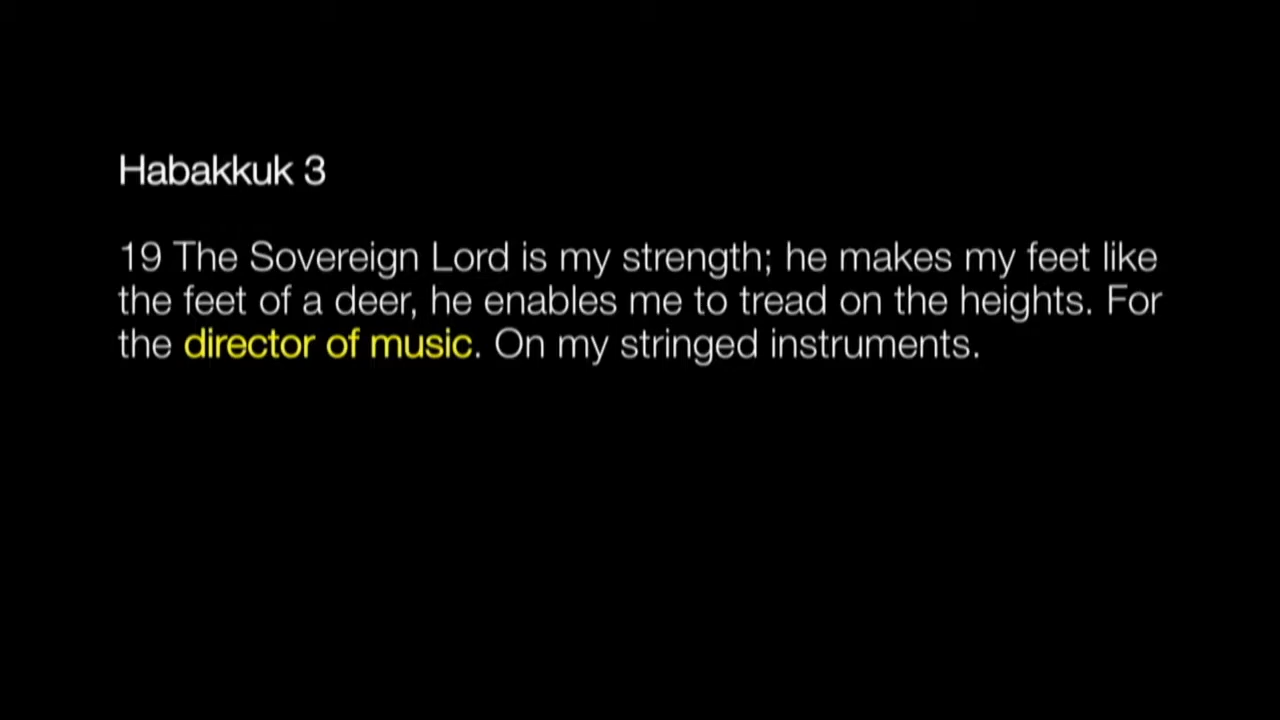 Habakkuk 3
19 The Sovereign Lord is my strength; he makes my feet like
the feet of a deer, he enables me to tread on the heights. For
the director of music. On my stringed instruments.